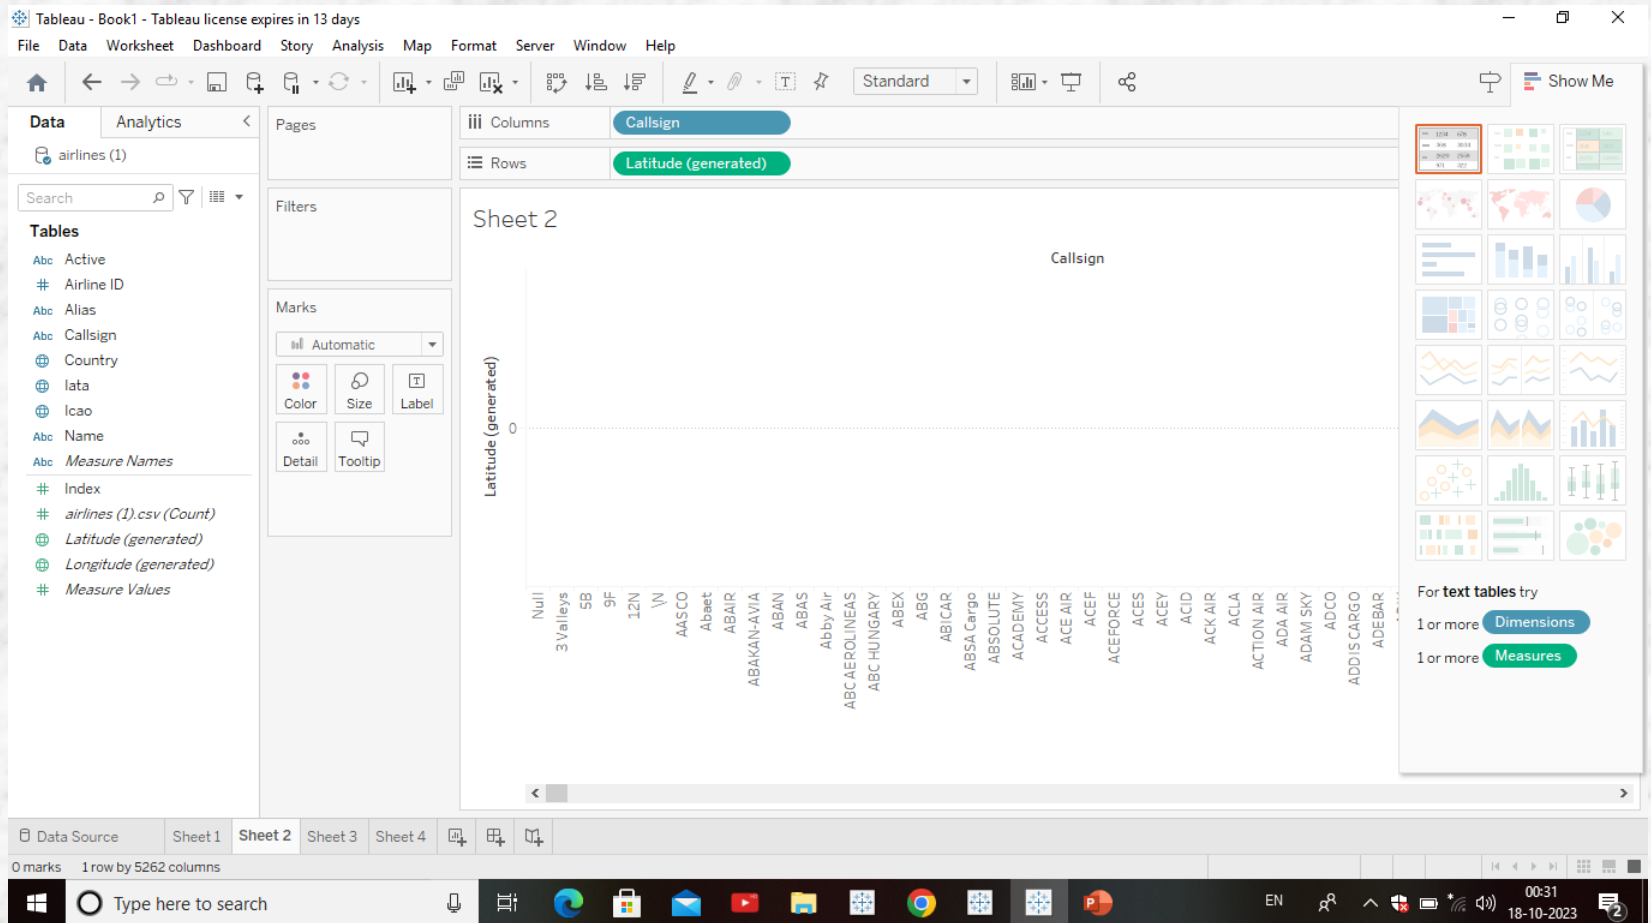 Tableau - Book1 - Tableau license expires in 13 days
File Data Worksheet Dashboard Story Analysis Map Format Server Window Help
Standard
Show Me
Data Analytics
airlines (1)
Search
Tables
Abc Active
# Airline ID
Abc Alias
Abc Callsign
Country
Iata
Icao
Abc Name
Abc Measure Names
# Index
# airlines (1).csv (Count)
Latitude (generated)
Longitude (generated)
# Measure Values
Pages
Filters
Marks
Automatic
Color Size Label
Detail Tooltip
Columns Callsign
Rows Latitude (generated)
Sheet 2
Callsign
Latitude (generated)
0
Null
3 Valleys
5B
9F
12N
\N
AASCO
Abaet
ABAIR
ABAKAN-AVIA
ABAN
ABAS
Abby Air
ABC AEROLINEAS
ABC HUNGARY
ABEX
ABG
ABICAR
ABSA Cargo
ABSOLUTE
ACADEMY
ACCESS
ACE AIR
ACEF
ACEFORCE
ACES
ACEY
ACID
ACK AIR
ACLA
ACTION AIR
ADA AIR
ADAM SKY
ADCO
ADDIS CARGO
ADEBAR
For text tables try
1 or more Dimensions
1 or more Measures
Data Source Sheet 1 Sheet 2 Sheet 3 Sheet 4
0 marks 1 row by 5262 columns
Type here to search
EN
00:31
18-10-2023
2